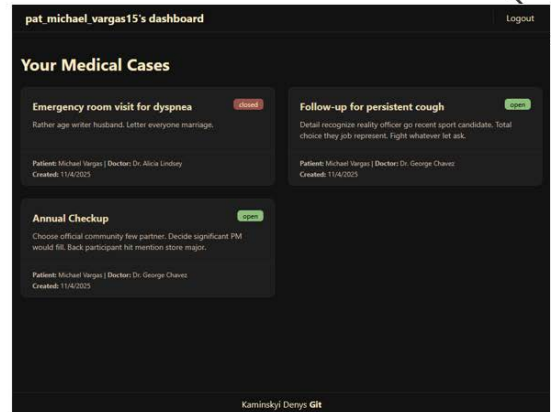 pat_michael_vargas15's dashboard
Logout
Your Medical Cases
Emergency room visit for dyspnea
closed
Rather age writer husband. Letter everyone marriage.
Patient: Michael Vargas | Doctor: Dr. Alicia Lindsey
Created: 11/4/2025
Follow-up for persistent cough
open
Detail recognize reality officer go recent sport candidate. Total
choice they job represent. Fight whatever let ask.
Patient: Michael Vargas | Doctor: Dr. George Chavez
Created: 11/4/2025
Annual Checkup
open
Choose official community few partner. Decide significant PM
would fill. Back participant hit mention store major.
Patient: Michael Vargas | Doctor: Dr. George Chavez
Created: 11/4/2025
Kaminskyi Denys Git